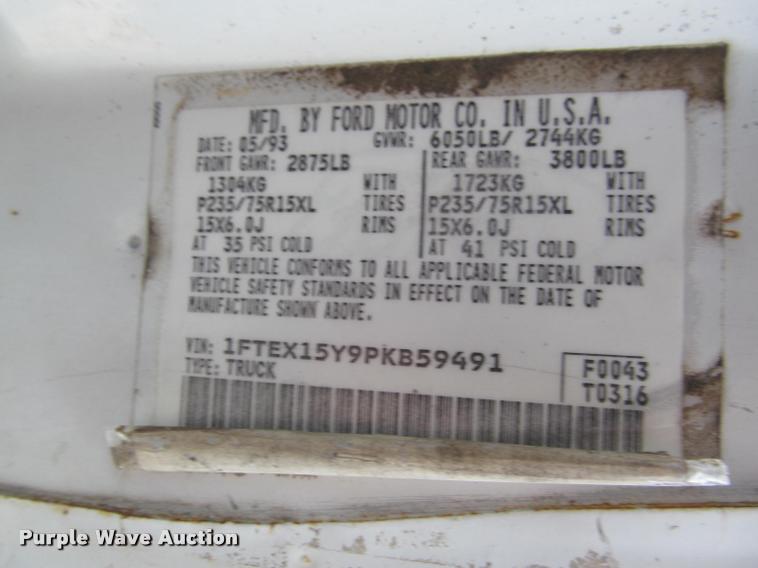 MFD. BY FORD MOTOR CO. IN U.S.A.
DATE: 05/93 GVWR: 6050LB/ 2744KG
FRONT GAWR: 2875LB REAR GAWR: 3800LB
1304KG WITH 1723KG WITH
P235/75R15XL TIRES P235/75R15XL TIRES
15X6.0J RIMS 15X6.0J RIMS
AT 35 PSI COLD AT 41 PSI COLD
THIS VEHICLE CONFORMS TO ALL APPLICABLE FEDERAL MOTOR
VEHICLE SAFETY STANDARDS IN EFFECT ON THE DATE OF
MANUFACTURE SHOWN ABOVE.
VIN: 1FTEX15Y9PKB59491
TYPE: TRUCK F0043
T0316
Purple Wave Auction